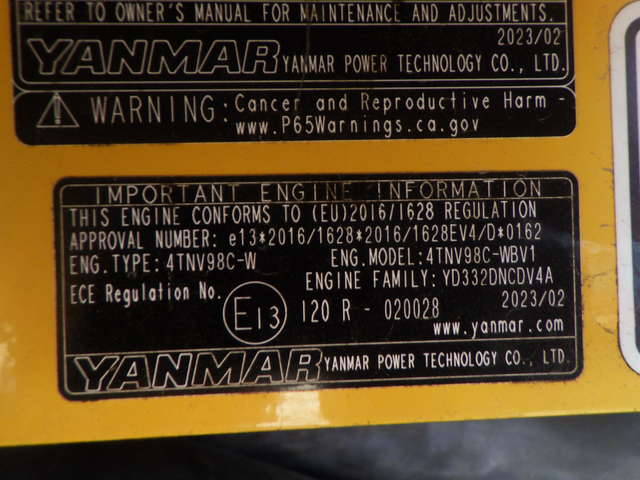 REFER TO OWNER'S MANUAL FOR MAINTENANCE AND ADJUSTMENTS.
2023/02
YANMAR YANMAR POWER TECHNOLOGY CO., LTD.
WARNING: Cancer and Reproductive Harm -
www.P65Warnings.ca.gov
IMPORTANT ENGINE INFORMATION
THIS ENGINE CONFORMS TO (EU)2016/1628 REGULATION
APPROVAL NUMBER: e13*2016/1628*2016/1628EV4/D*0162
ENG.TYPE: 4TNV98C-W ENG.MODEL: 4TNV98C-WBV1
ENGINE FAMILY: YD332DNCDV4A
ECE Regulation No. 2023/02
E13 120 R - 020028
www.yanmar.com
YANMAR YANMAR POWER TECHNOLOGY CO., LTD.